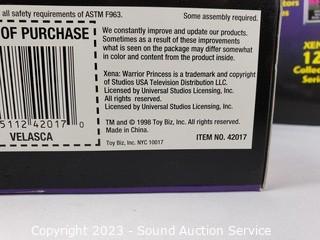 all safety requirements of ASTM F963.
Some assembly required.
OF PURCHASE
We constantly improve and update our products.
Sometimes as a result of these improvements
what is seen on the package may differ somewhat
in color and content from the product inside.
Xena: Warrior Princess is a trademark and copyright
of Studios USA Television Distribution LLC.
Licensed by Universal Studios Licensing, Inc.
All rights reserved.
Licensed by Universal Studios Licensing, Inc.
TM and © 1998 Toy Biz, Inc. All rights reserved.
Made in China.
Toy Biz, Inc. NYC 10017
ITEM NO. 42017
5112 42017 0
VELASCA
XEN
12
Collec
Serie
Copyright 2023 - Sound Auction Service